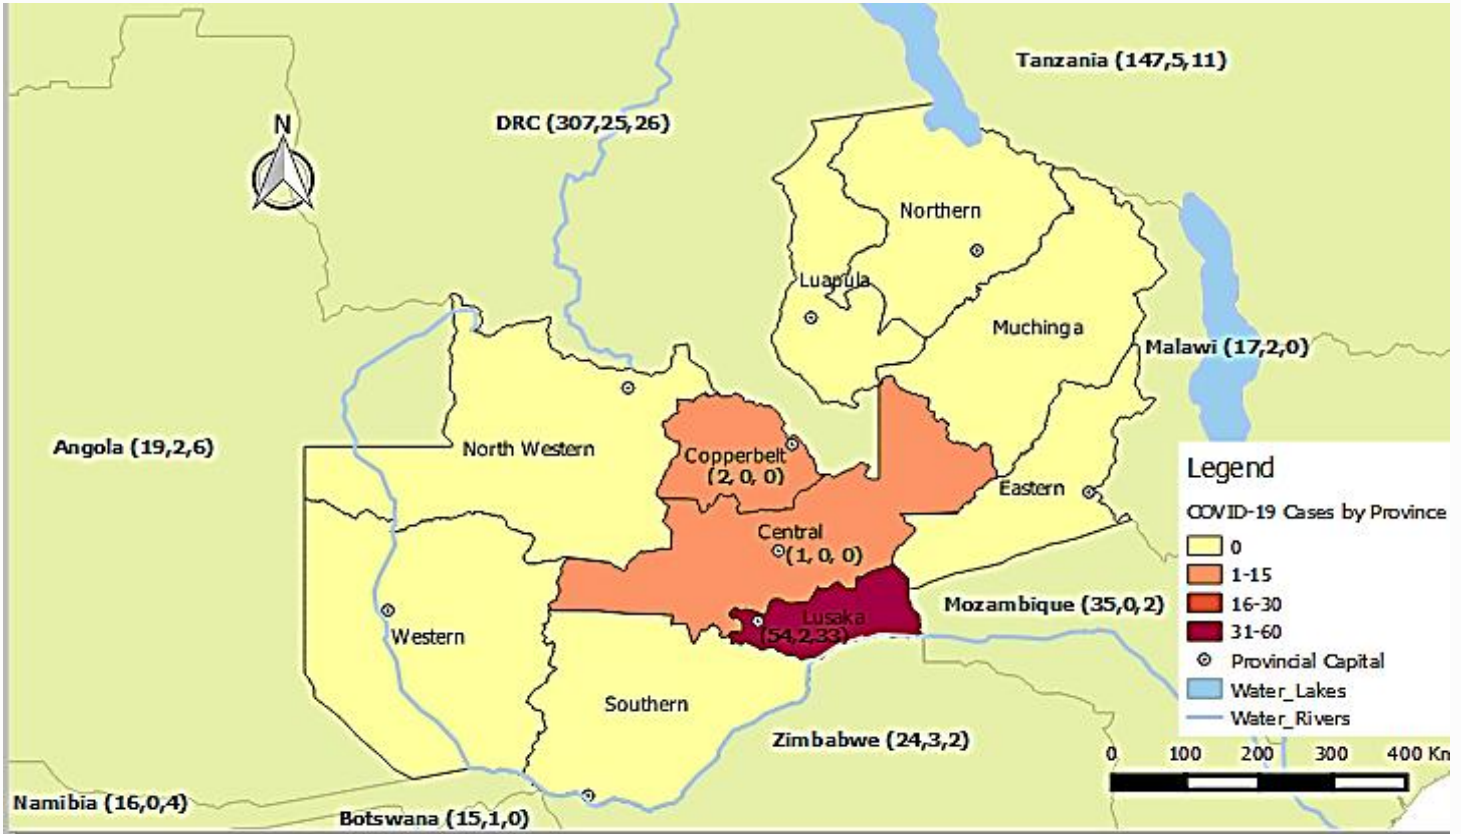 Tanzania (147,5,11)
N
DRC (307,25,26)
Northern
Luapula
Muchinga
Malawi (17,2,0)
Angola (19,2,6)
North Western
Copperbelt
(2, 0, 0)
Eastern
Central
(1, 0, 0)
Mozambique (35,0,2)
Lusaka
(54,2,33)
Western
Southern
Zimbabwe (24,3,2)
Namibia (16,0,4)
Botswana (15,1,0)
Legend
COVID-19 Cases by Province
0
1-15
16-30
31-60
Provincial Capital
Water_Lakes
Water_Rivers
0 100 200 300 400 Km